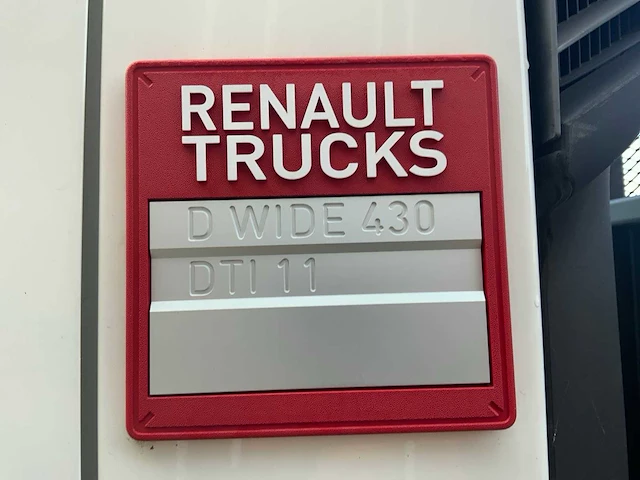 RENAULT
TRUCKS
D WIDE 430
DTI 11